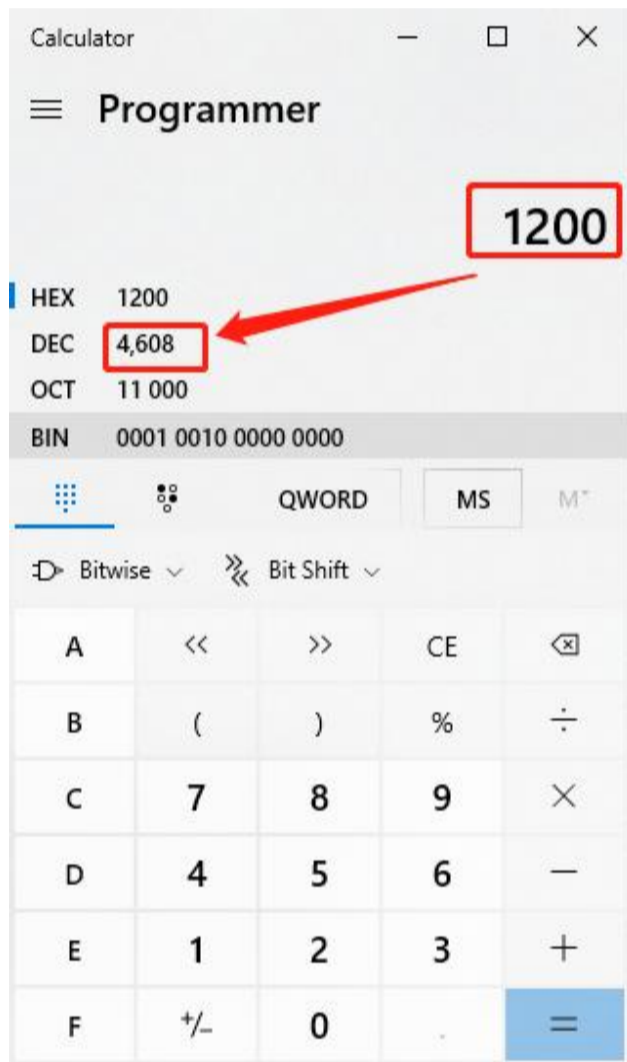 Calculator
Programmer
1200
HEX 1200
DEC 4,608
OCT 11 000
BIN 0001 0010 0000 0000
QWORD MS M
Bitwise Bit Shift
A << >> CE
B ( ) % ÷
C 7 8 9 ×
D 4 5 6 −
E 1 2 3 +
F +/− 0 . =